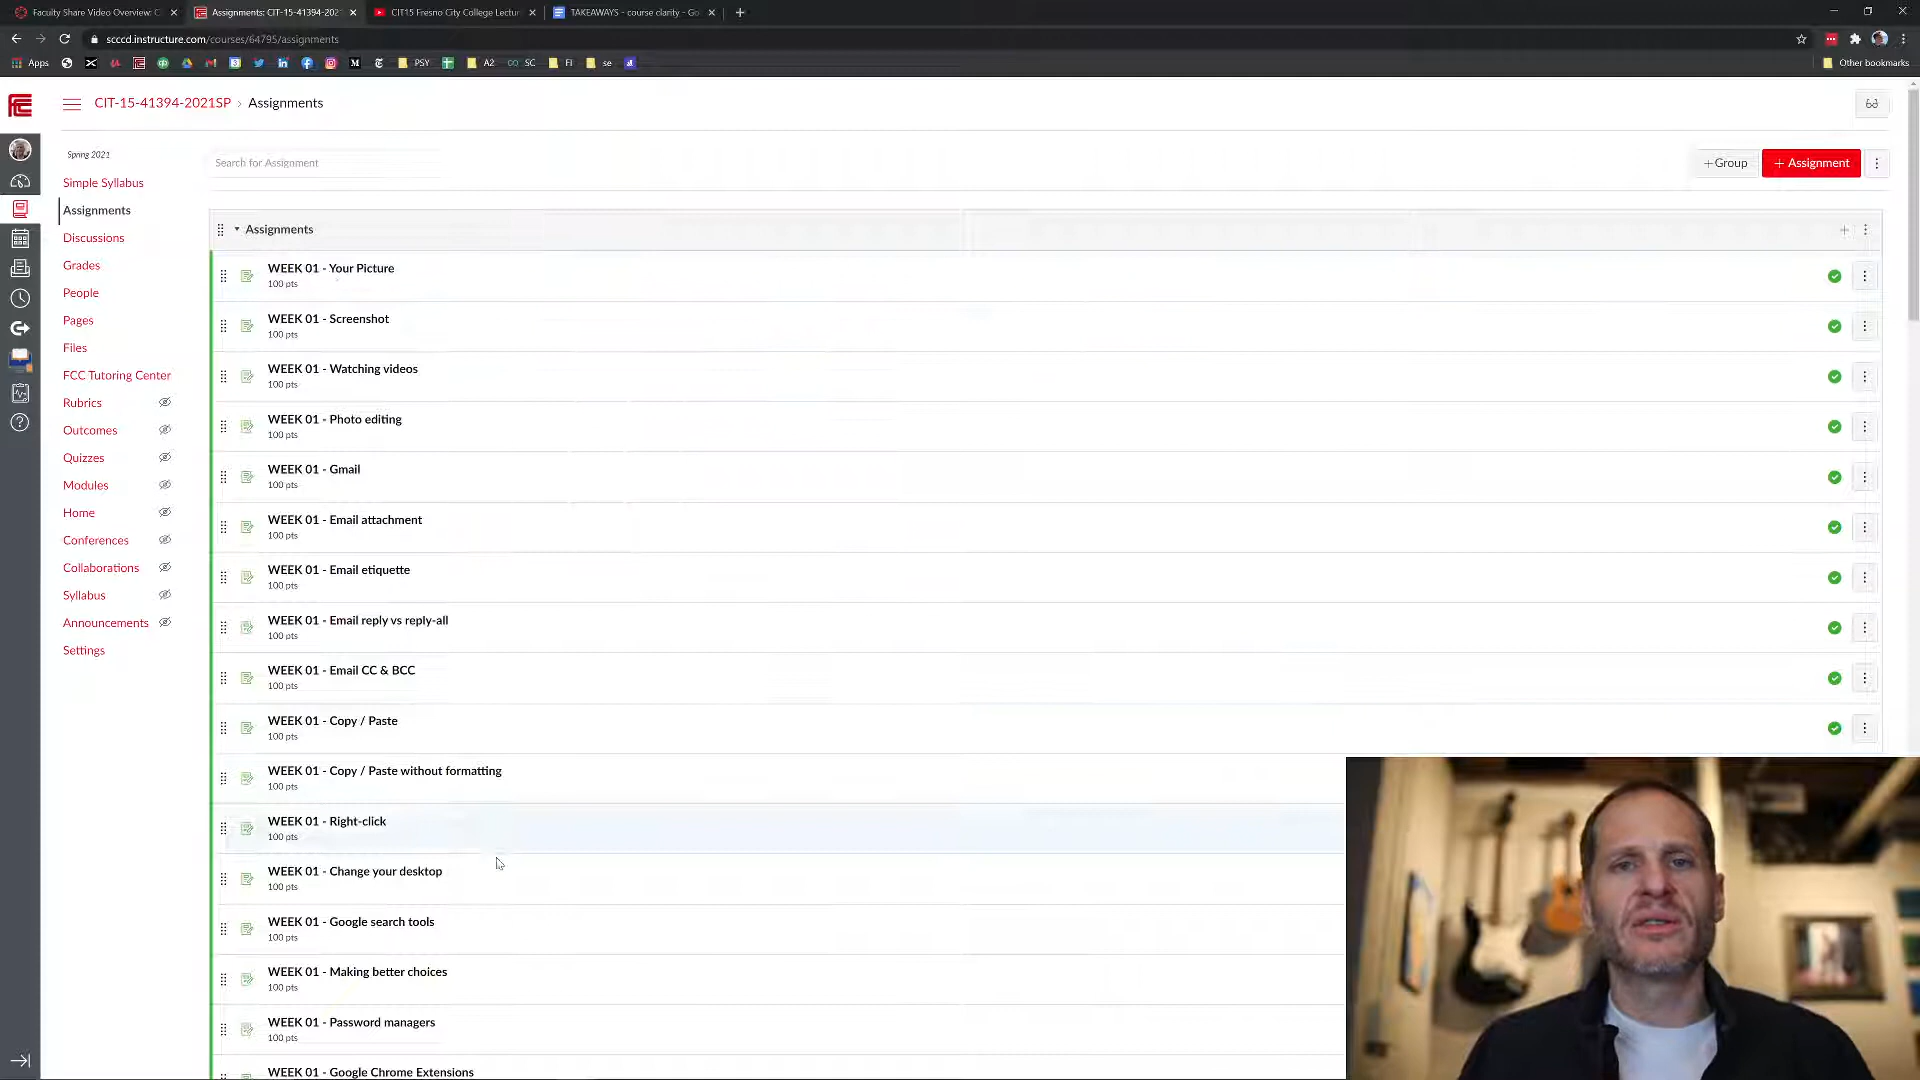 Faculty Share Video Overview: C
Assignments: CIT-15-41394-202
CIT15 Fresno City College Lectu
TAKEAWAYS - course clarity - Go
scccd.instructure.com/courses/64795/assignments
Apps
PSY
A2
SC
FI
se
Other bookmarks
CIT-15-41394-2021SP › Assignments
Spring 2021
Simple Syllabus
Assignments
Discussions
Grades
People
Pages
Files
FCC Tutoring Center
Rubrics
Outcomes
Quizzes
Modules
Home
Conferences
Collaborations
Syllabus
Announcements
Settings
Search for Assignment
+Group
+ Assignment
Assignments
WEEK 01 - Your Picture
100 pts
WEEK 01 - Screenshot
100 pts
WEEK 01 - Watching videos
100 pts
WEEK 01 - Photo editing
100 pts
WEEK 01 - Gmail
100 pts
WEEK 01 - Email attachment
100 pts
WEEK 01 - Email etiquette
100 pts
WEEK 01 - Email reply vs reply-all
100 pts
WEEK 01 - Email CC & BCC
100 pts
WEEK 01 - Copy / Paste
100 pts
WEEK 01 - Copy / Paste without formatting
100 pts
WEEK 01 - Right-click
100 pts
WEEK 01 - Change your desktop
100 pts
WEEK 01 - Google search tools
100 pts
WEEK 01 - Making better choices
100 pts
WEEK 01 - Password managers
100 pts
WEEK 01 - Google Chrome Extensions